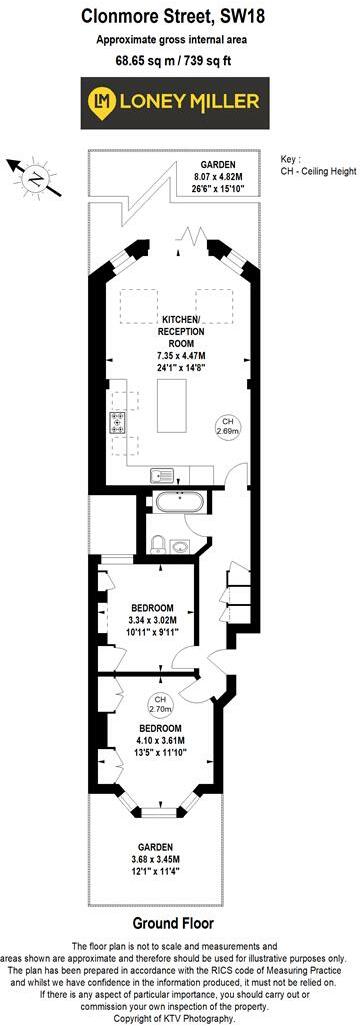 Clonmore Street, SW18
Approximate gross internal area
68.65 sq m / 739 sq ft
LM LONEY MILLER
Key :
CH - Ceiling Height
N
GARDEN
8.07 x 4.82M
26'6" x 15'10"
KITCHEN/
RECEPTION
ROOM
7.35 x 4.47M
24'1" x 14'8"
CH
2.69m
BEDROOM
3.34 x 3.02M
10'11" x 9'11"
CH
2.70m
BEDROOM
4.10 x 3.61M
13'5" x 11'10"
GARDEN
3.68 x 3.45M
12'1" x 11'4"
Ground Floor
The floor plan is not to scale and measurements and
areas shown are approximate and therefore should be used for illustrative purposes only.
The plan has been prepared in accordance with the RICS code of Measuring Practice
and whilst we have confidence in the information produced, it must not be relied on.
If there is any aspect of particular importance, you should carry out or
commission your own inspection of the property.
Copyright of KTV Photography.